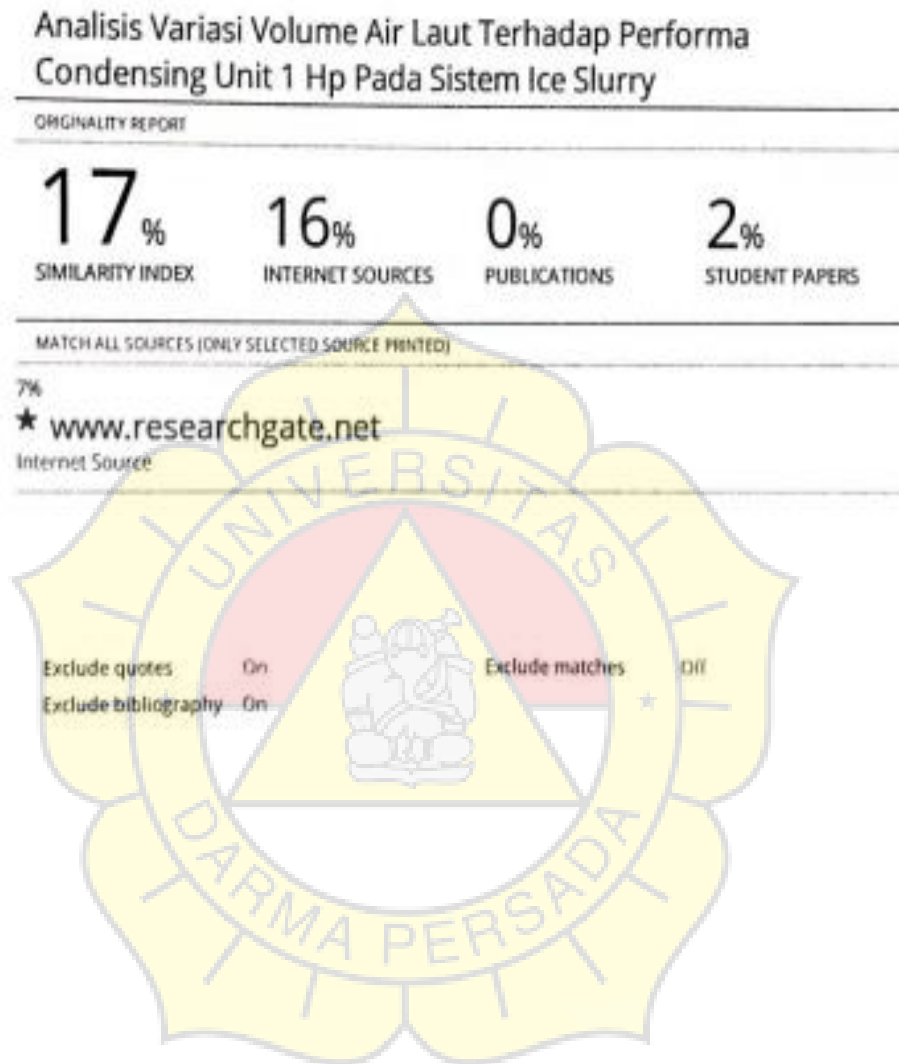 Analisis Variasi Volume Air Laut Terhadap Performa
Condensing Unit 1 Hp Pada Sistem Ice Slurry
ORIGINALITY REPORT
17% 16% 0% 2%
SIMILARITY INDEX INTERNET SOURCES PUBLICATIONS STUDENT PAPERS
MATCH ALL SOURCES (ONLY SELECTED SOURCE PRINTED)
7%
★ www.researchgate.net
Internet Source
Exclude quotes On Exclude matches Off
Exclude bibliography On
UNIVERSITAS
DARMA PERSADA